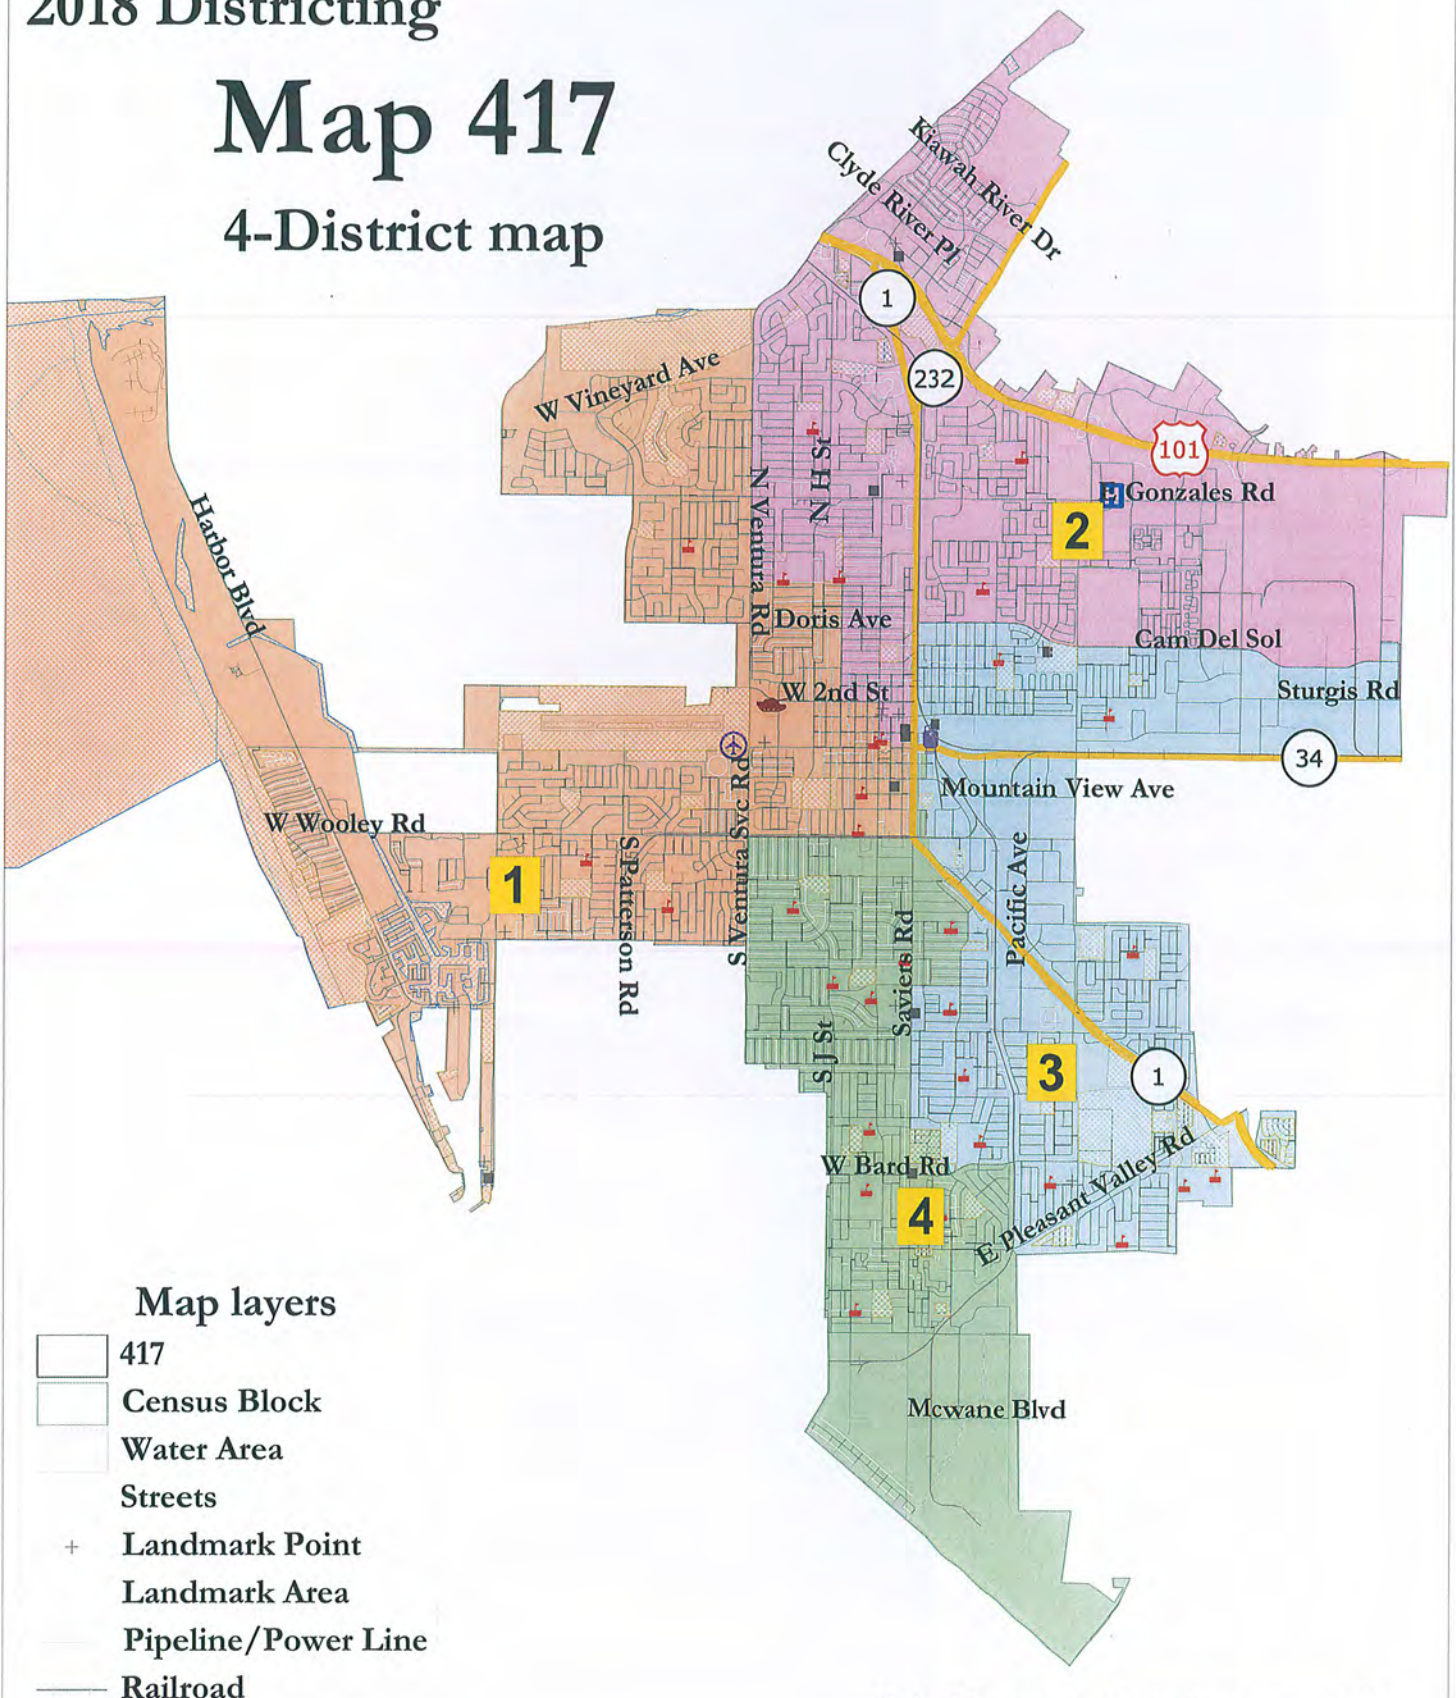 2018 Districting
Map 417
4-District map
Kiawah River Dr
Clyde River Pl
1
232
101
W Vineyard Ave
N H St
N Ventura Rd
Gonzales Rd
2
Harbor Blvd
Doris Ave
Cam Del Sol
W 2nd St
Sturgis Rd
34
Mountain View Ave
W Wooley Rd
S Ventura Svc Rd
S Patterson Rd
1
Pacific Ave
Saviers Rd
S J St
3
1
W Bard Rd
E Pleasant Valley Rd
4
Mcwane Blvd
Map layers
417
Census Block
Water Area
Streets
Landmark Point
Landmark Area
Pipeline/Power Line
Railroad